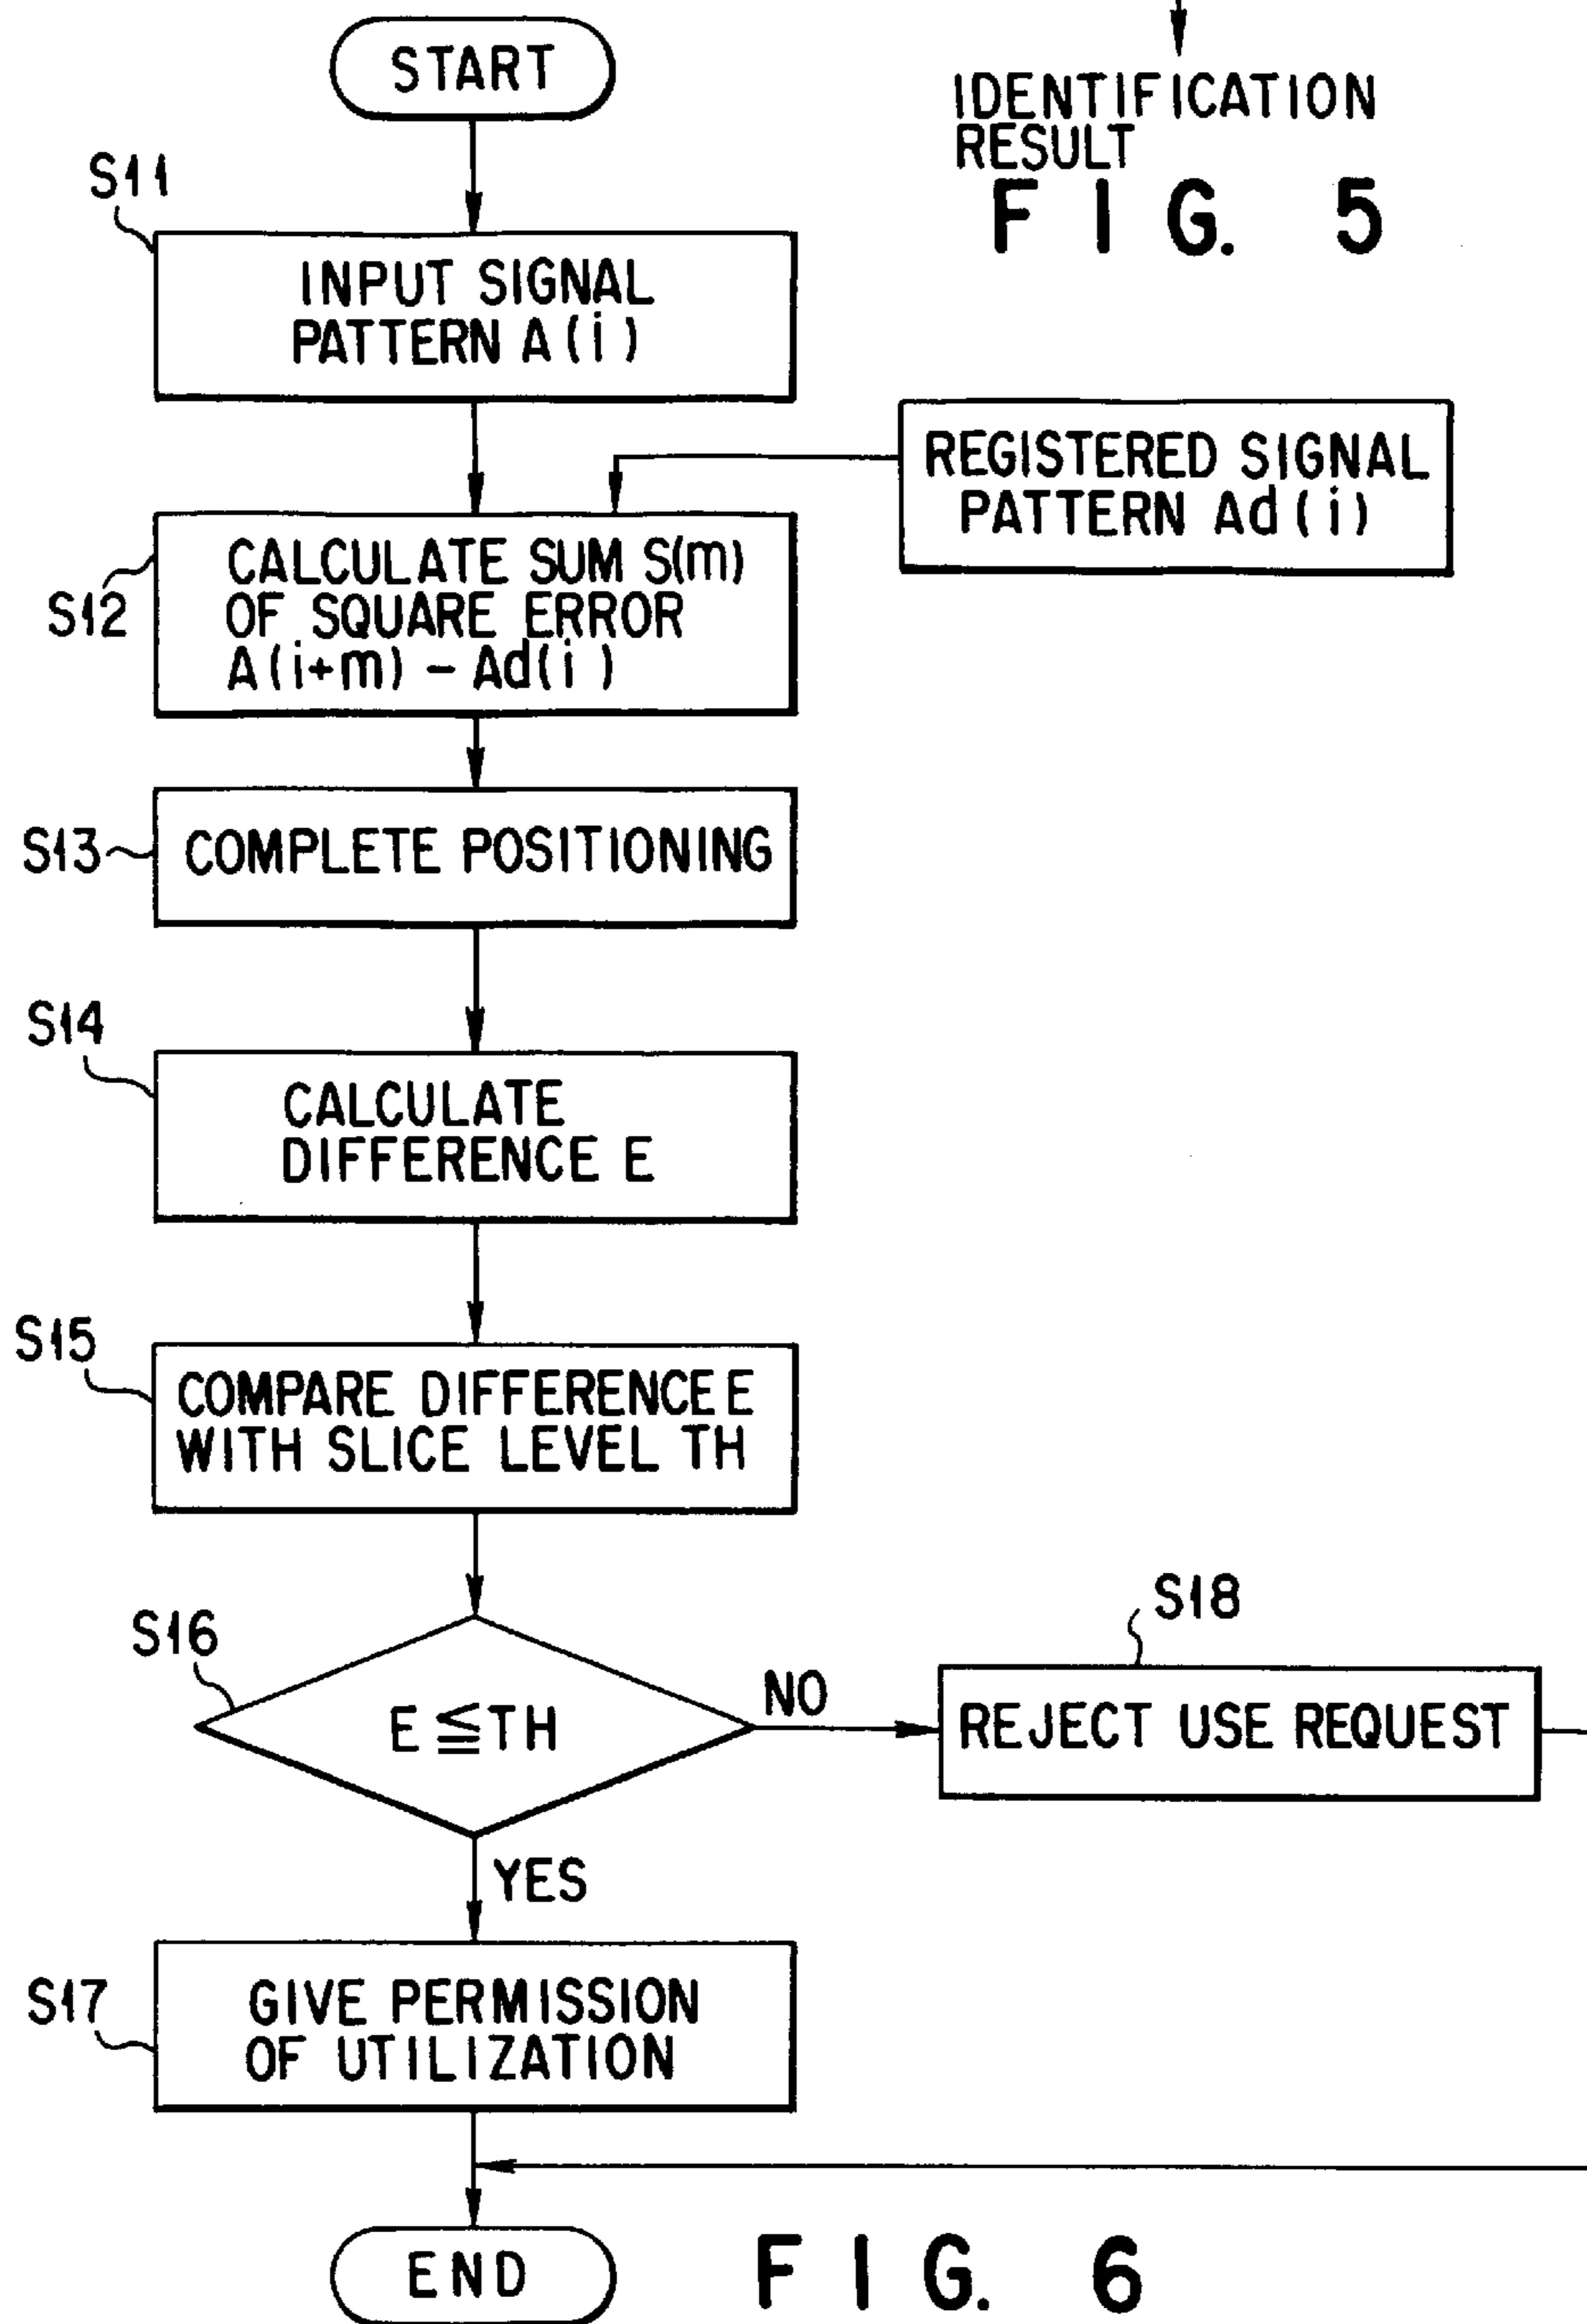 START
IDENTIFICATION
RESULT
F I G. 5
S11
INPUT SIGNAL
PATTERN A(i)
REGISTERED SIGNAL
PATTERN Ad(i)
S12
CALCULATE SUM S(m)
OF SQUARE ERROR
A(i+m) - Ad(i)
S13
COMPLETE POSITIONING
S14
CALCULATE
DIFFERENCE E
S15
COMPARE DIFFERENCE E
WITH SLICE LEVEL TH
S16
E ≦ TH
NO
S18
REJECT USE REQUEST
YES
S17
GIVE PERMISSION
OF UTILIZATION
END
F I G. 6